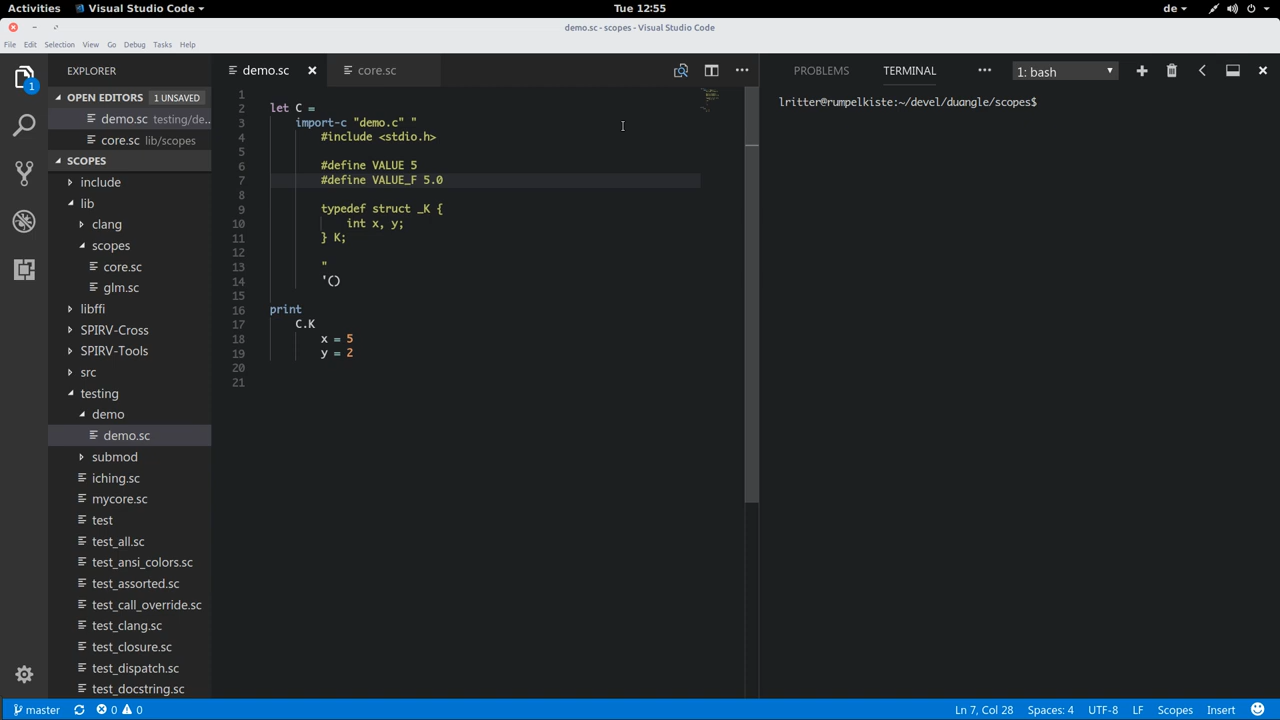 Activities Visual Studio Code Tue 12:55 de
demo.sc - scopes - Visual Studio Code
File Edit Selection View Go Debug Tasks Help
EXPLORER
OPEN EDITORS 1 UNSAVED
demo.sc testing/de...
core.sc lib/scopes
SCOPES
include
lib
clang
scopes
core.sc
glm.sc
libffi
SPIRV-Cross
SPIRV-Tools
src
testing
demo
demo.sc
submod
iching.sc
mycore.sc
test
test_all.sc
test_ansi_colors.sc
test_assorted.sc
test_call_override.sc
test_clang.sc
test_closure.sc
test_dispatch.sc
test_docstring.sc
1
demo.sc core.sc
1
2 let C =
3 import-c "demo.c" "
4 #include <stdio.h>
5
6 #define VALUE 5
7 #define VALUE_F 5.0
8
9 typedef struct _K {
10 int x, y;
11 } K;
12
13 "
14 '()
15
16 print
17 C.K
18 x = 5
19 y = 2
20
21
PROBLEMS TERMINAL ... 1: bash
lritter@rumpelkiste:~/devel/duangle/scopes$
master 0 0 Ln 7, Col 28 Spaces: 4 UTF-8 LF Scopes Insert